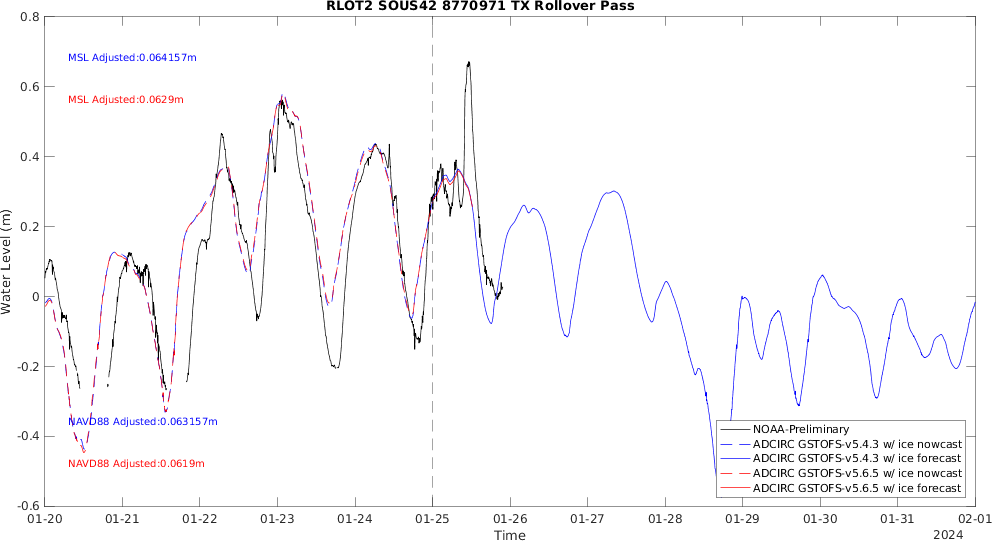 RLOT2 SOUS42 8770971 TX Rollover Pass
0.8
0.6
0.4
0.2
0
-0.2
-0.4
-0.6
Water Level (m)
MSL Adjusted:0.064157m
MSL Adjusted:0.0629m
NAVD88 Adjusted:0.063157m
NAVD88 Adjusted:0.0619m
NOAA-Preliminary
ADCIRC GSTOFS-v5.4.3 w/ ice nowcast
ADCIRC GSTOFS-v5.4.3 w/ ice forecast
ADCIRC GSTOFS-v5.6.5 w/ ice nowcast
ADCIRC GSTOFS-v5.6.5 w/ ice forecast
01-20 01-21 01-22 01-23 01-24 01-25 01-26 01-27 01-28 01-29 01-30 01-31 02-01
Time
2024